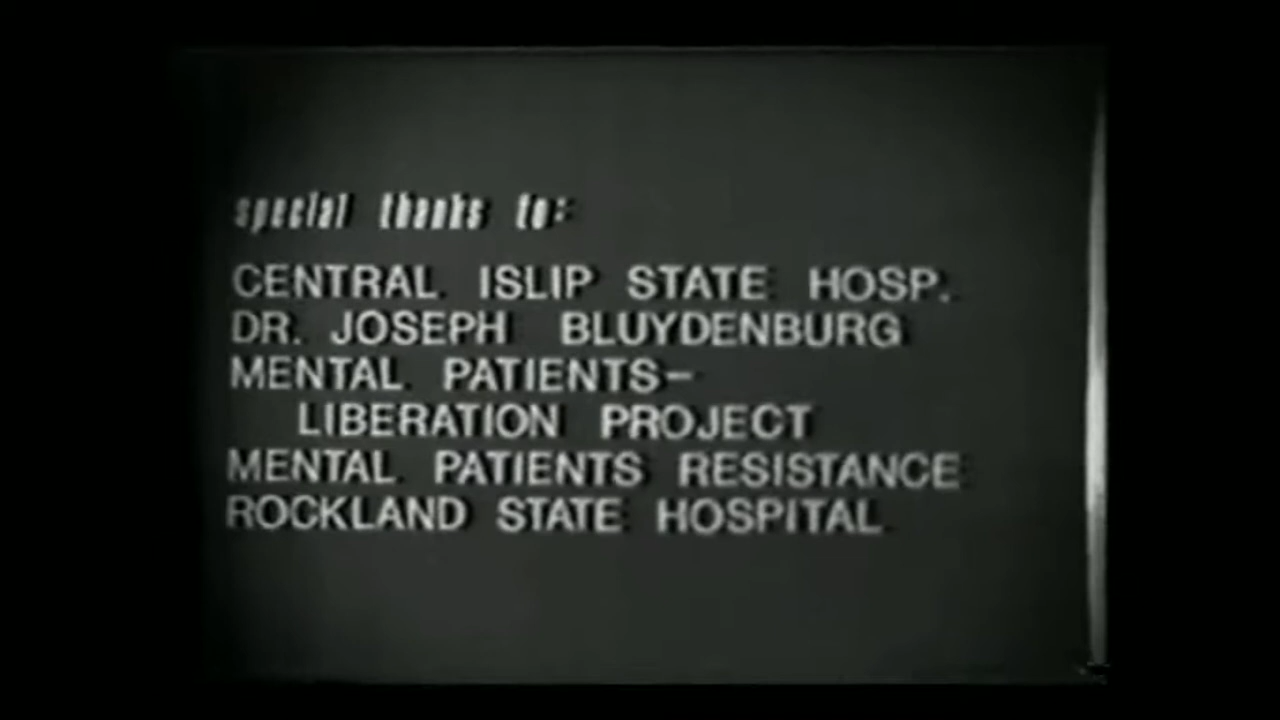 special thanks to:
CENTRAL ISLIP STATE HOSP.
DR. JOSEPH BLUYDENBURG
MENTAL PATIENTS-
LIBERATION PROJECT
MENTAL PATIENTS RESISTANCE
ROCKLAND STATE HOSPITAL